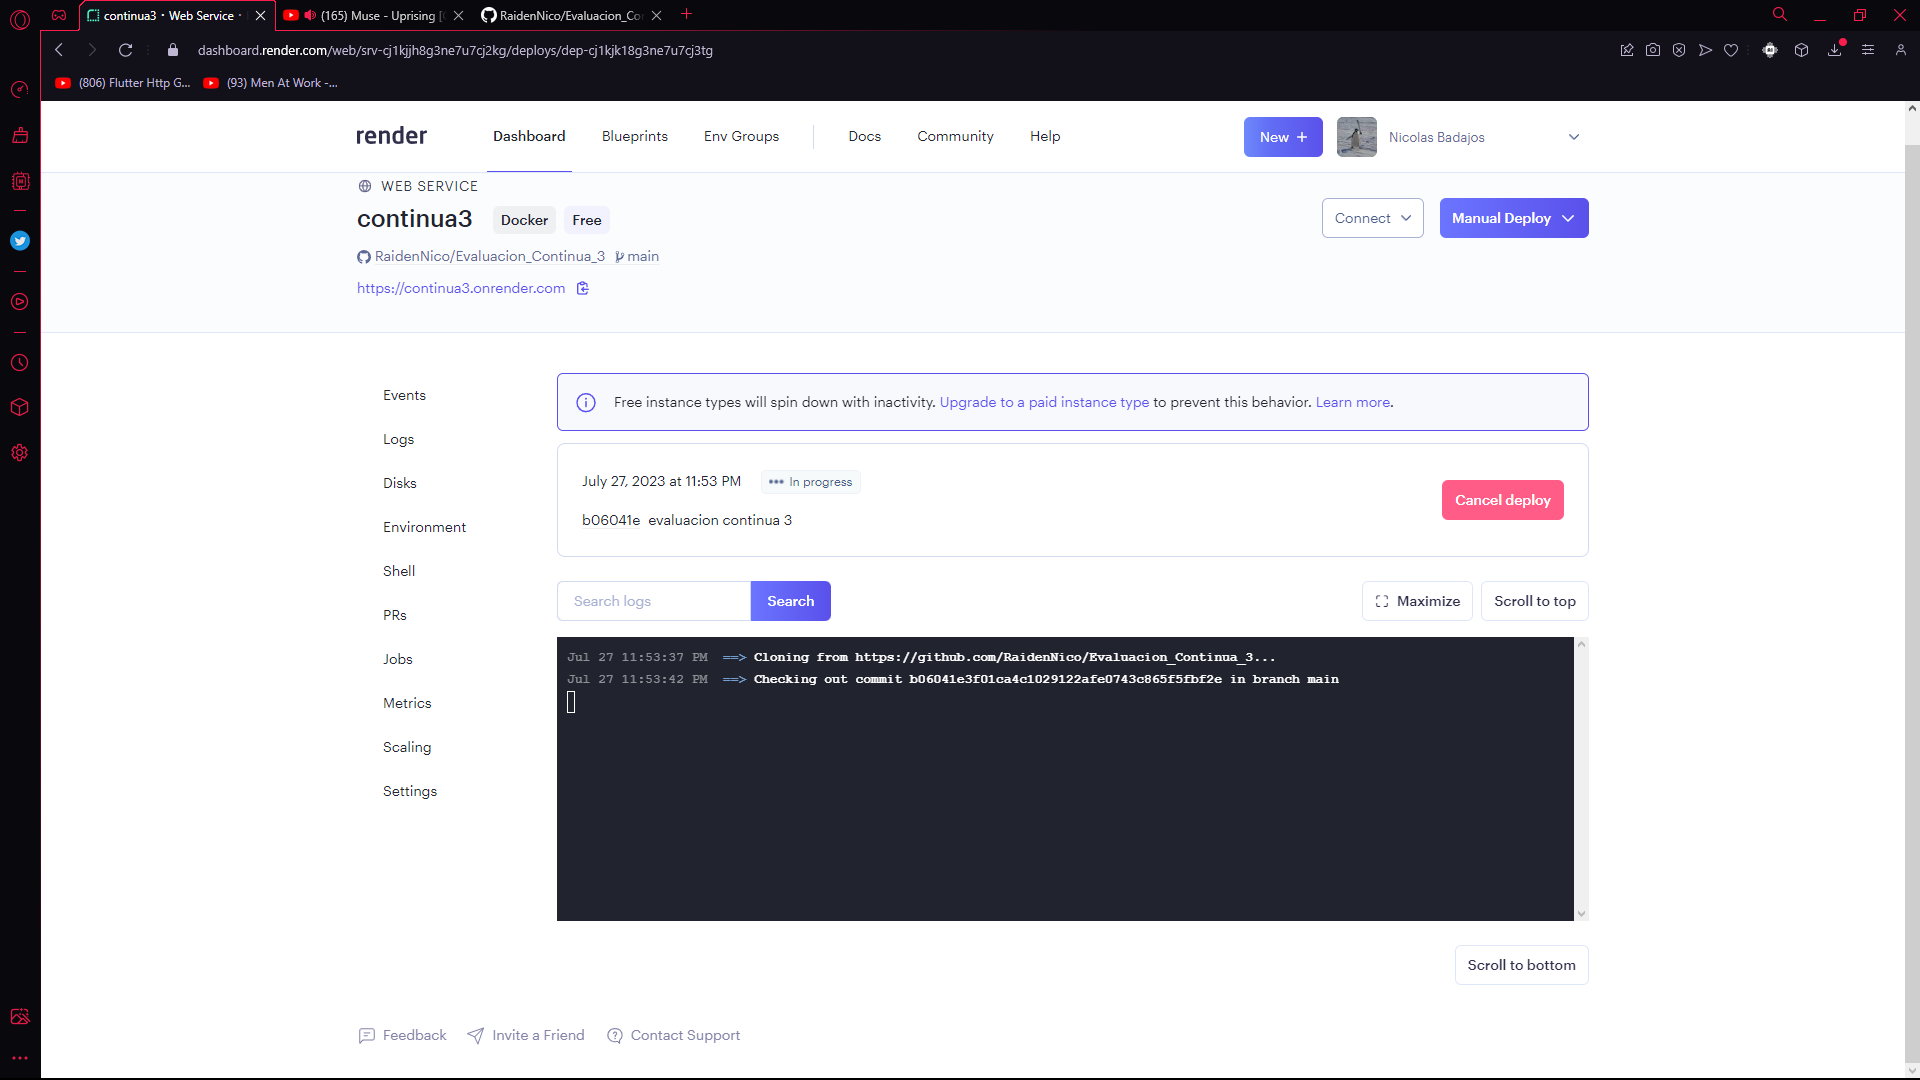 continua3 · Web Service ·
(165) Muse - Uprising [
RaidenNico/Evaluacion_Co
dashboard.render.com/web/srv-cj1kjjh8g3ne7u7cj2kg/deploys/dep-cj1kjk18g3ne7u7cj3tg
(806) Flutter Http G...
(93) Men At Work -...
render
Dashboard
Blueprints
Env Groups
Docs
Community
Help
New +
Nicolas Badajos
WEB SERVICE
continua3
Docker
Free
Connect
Manual Deploy
RaidenNico/Evaluacion_Continua_3
main
https://continua3.onrender.com
Events
Logs
Disks
Environment
Shell
PRs
Jobs
Metrics
Scaling
Settings
Free instance types will spin down with inactivity. Upgrade to a paid instance type to prevent this behavior. Learn more.
July 27, 2023 at 11:53 PM
In progress
b06041e evaluacion continua 3
Cancel deploy
Search logs
Search
Maximize
Scroll to top
Jul 27 11:53:37 PM ==> Cloning from https://github.com/RaidenNico/Evaluacion_Continua_3...
Jul 27 11:53:42 PM ==> Checking out commit b06041e3f01ca4c1029122afe0743c865f5fbf2e in branch main
Scroll to bottom
Feedback
Invite a Friend
Contact Support